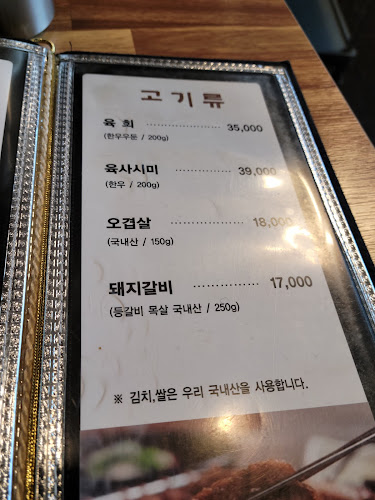 고기류
육 회 ························ 35,000
(한우우둔 / 200g)
육사시미 ················ 39,000
(한우 / 200g)
오겹살 ···················· 18,000
(국내산 / 150g)
돼지갈비 ················ 17,000
(등갈비 목살 국내산 / 250g)
※ 김치,쌀은 우리 국내산을 사용합니다.